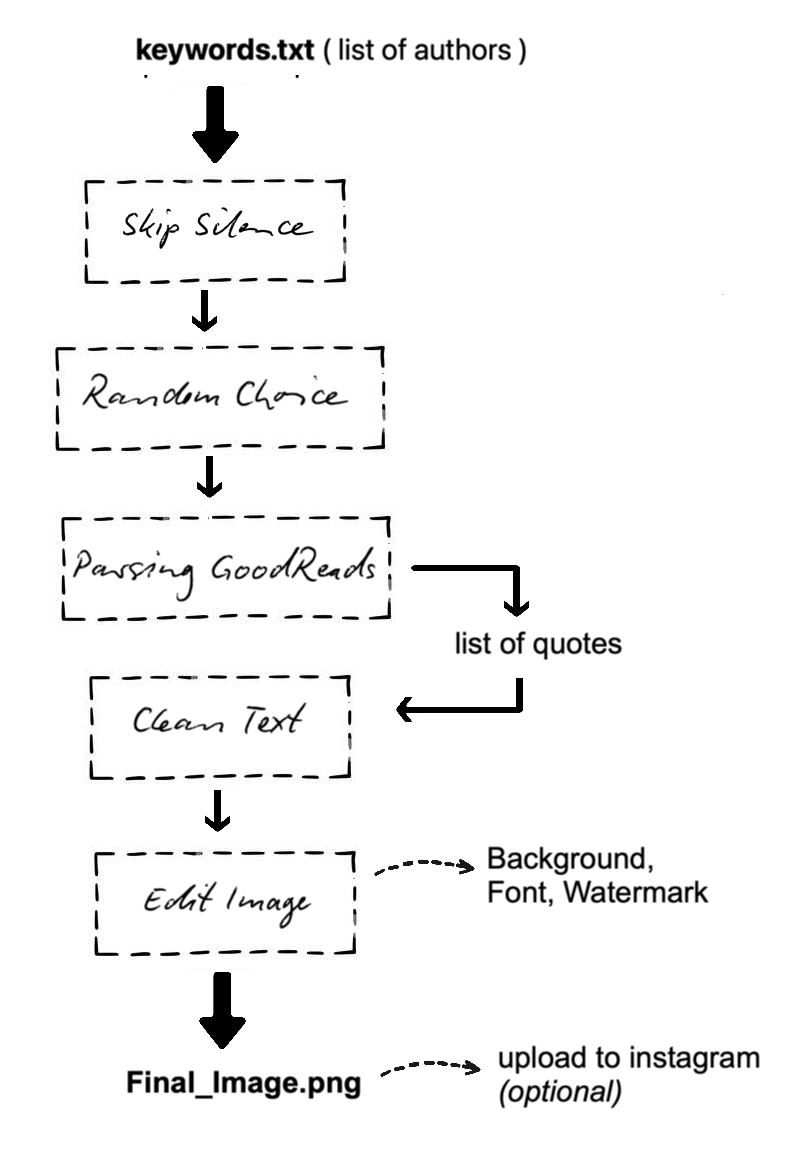 keywords.txt ( list of authors )
Skip Silence
Random Choice
Parsing GoodReads
list of quotes
Clean Text
Edit Image
Background,
Font, Watermark
Final_Image.png
upload to instagram
(optional)